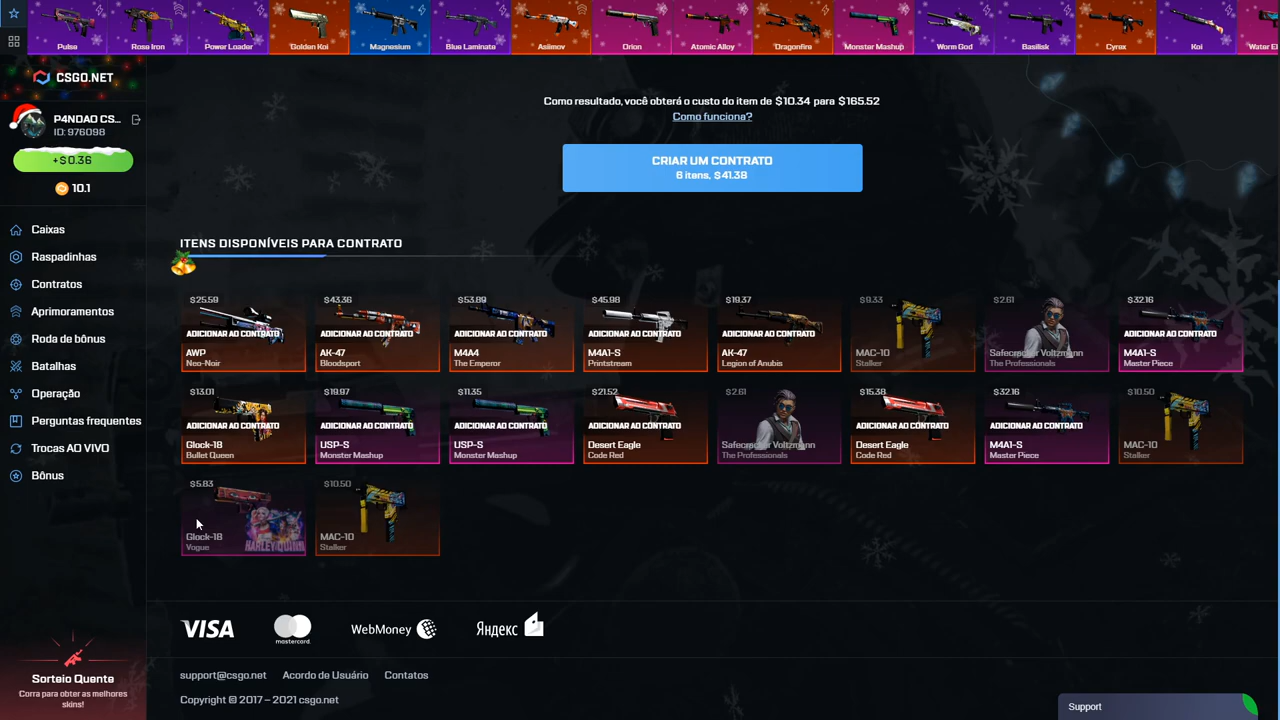 Pulse
Rose Iron
Power Loader
Golden Koi
Magnesium
Blue Laminate
Asiimov
Orion
Atomic Alloy
Dragonfire
Monster Mashup
Worm God
Basilisk
Cyrex
Koi
Water El
CSGO.NET
P4NDAO CS...
ID: 976098
+$0.36
10.1
Caixas
Raspadinhas
Contratos
Aprimoramentos
Roda de bônus
Batalhas
Operação
Perguntas frequentes
Trocas AO VIVO
Bônus
Sorteio Quente
Corra para obter as melhores
skins!
Como resultado, você obterá o custo do item de $10.34 para $165.52
Como funciona?
CRIAR UM CONTRATO
6 itens, $41.38
ITENS DISPONÍVEIS PARA CONTRATO
$25.59
ADICIONAR AO CONTRATO
AWP
Neo-Noir
$43.36
ADICIONAR AO CONTRATO
AK-47
Bloodsport
$53.89
ADICIONAR AO CONTRATO
M4A4
The Emperor
$45.98
ADICIONAR AO CONTRATO
M4A1-S
Printstream
$19.37
ADICIONAR AO CONTRATO
AK-47
Legion of Anubis
$9.33
MAC-10
Stalker
$2.61
Safecracker Voltzmann
The Professionals
$32.16
ADICIONAR AO CONTRATO
M4A1-S
Master Piece
$13.01
ADICIONAR AO CONTRATO
Glock-18
Bullet Queen
$19.97
ADICIONAR AO CONTRATO
USP-S
Monster Mashup
$11.35
ADICIONAR AO CONTRATO
USP-S
Monster Mashup
$21.52
ADICIONAR AO CONTRATO
Desert Eagle
Code Red
$2.61
Safecracker Voltzmann
The Professionals
$15.38
ADICIONAR AO CONTRATO
Desert Eagle
Code Red
$32.16
ADICIONAR AO CONTRATO
M4A1-S
Master Piece
$10.50
MAC-10
Stalker
$5.83
Glock-18
Vogue
HARLEY QUINN
$10.50
MAC-10
Stalker
VISA
mastercard.
WebMoney
Яндекс
support@csgo.net
Acordo de Usuário
Contatos
Copyright © 2017 – 2021 csgo.net
Support